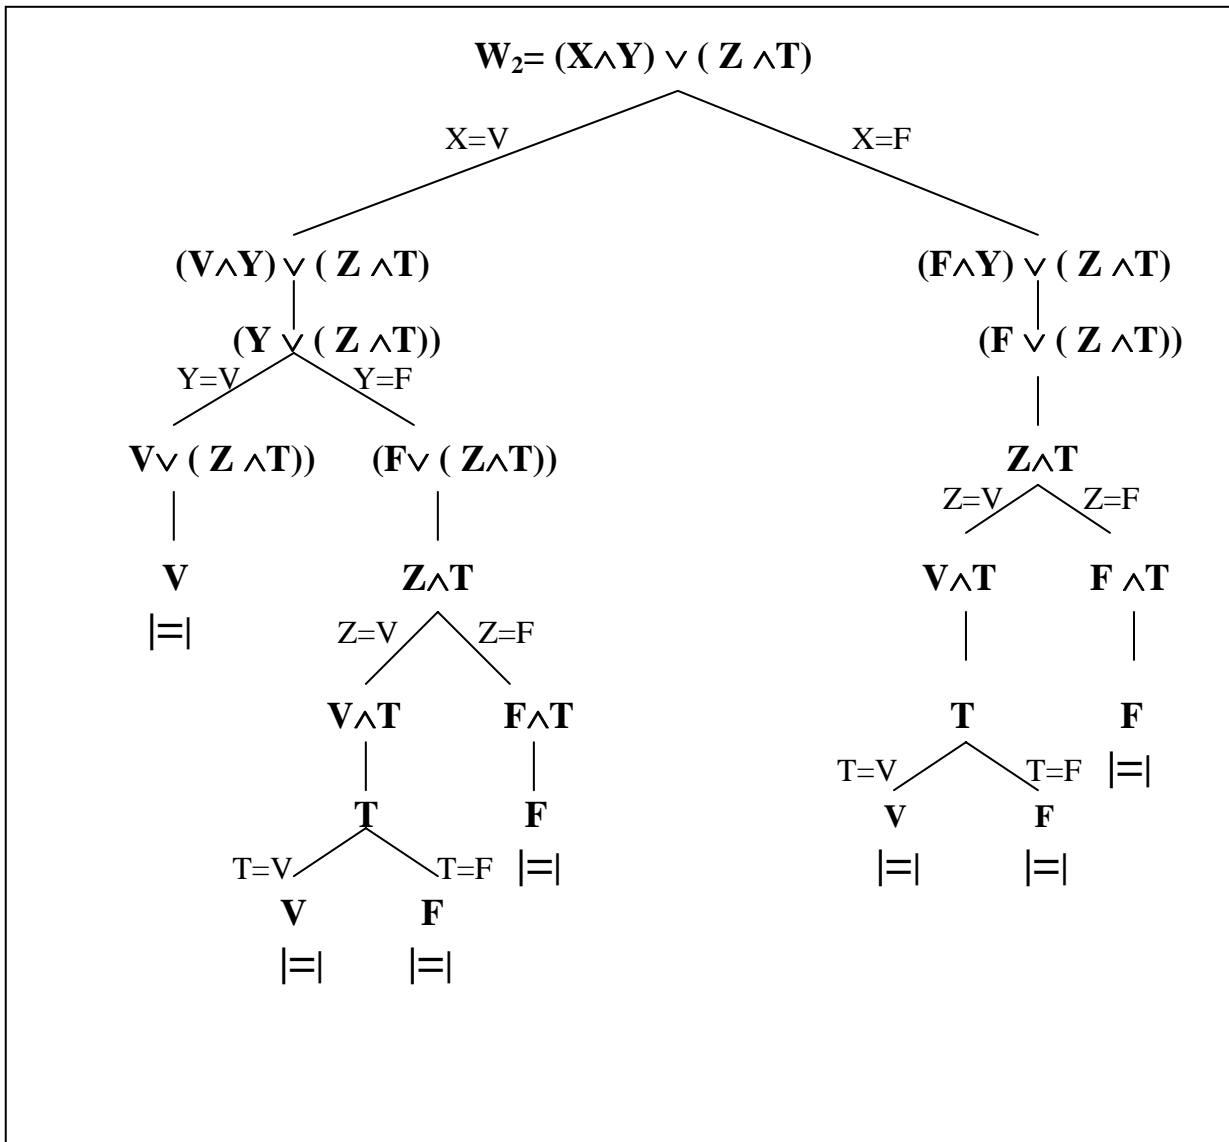 W₂= (X∧Y) ∨ ( Z ∧T)
X=V X=F
(V∧Y) ∨ ( Z ∧T) (F∧Y) ∨ ( Z ∧T)
(Y ∨ ( Z ∧T)) (F ∨ ( Z ∧T))
Y=V Y=F
V∨ ( Z ∧T)) (F∨ ( Z∧T)) Z∧T
Z=V Z=F
V Z∧T V∧T F ∧T
|=| Z=V Z=F
V∧T F∧T T F
T=V T=F |=|
T F V F
T=V T=F |=| |=| |=|
V F
|=| |=|